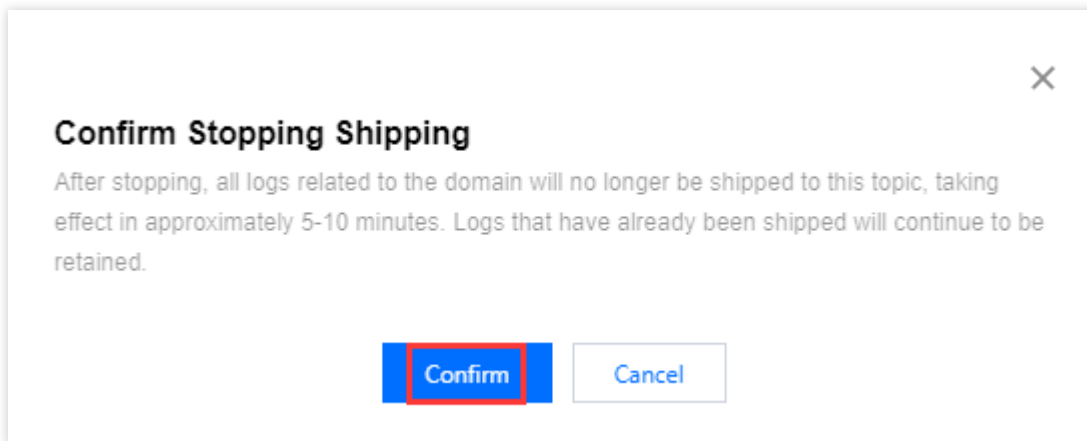 Confirm Stopping Shipping
After stopping, all logs related to the domain will no longer be shipped to this topic, taking
effect in approximately 5-10 minutes. Logs that have already been shipped will continue to be
retained.
Confirm Cancel